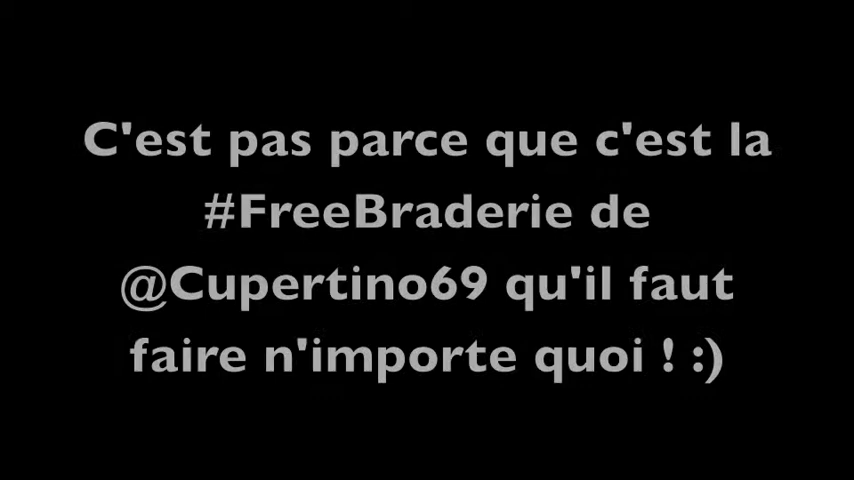 C'est pas parce que c'est la
#FreeBraderie de
@Cupertino69 qu'il faut
faire n'importe quoi ! :)